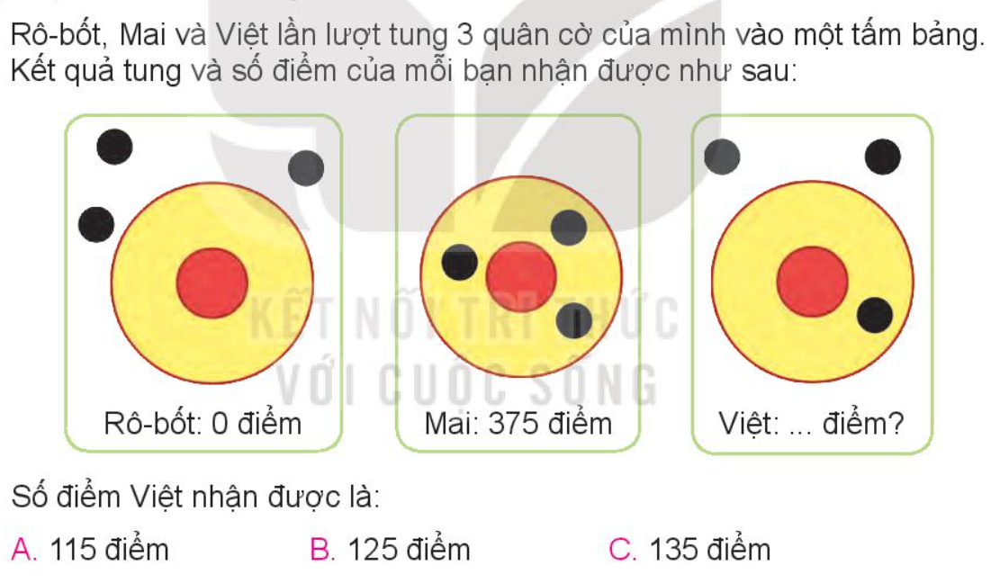 Rô-bốt, Mai và Việt lần lượt tung 3 quân cờ của mình vào một tấm bảng.
Kết quả tung và số điểm của mỗi bạn nhận được như sau:
KẾT NỐI TRI THỨC
VỚI CUỘC SỐNG
Rô-bốt: 0 điểm
Mai: 375 điểm
Việt: ... điểm?
Số điểm Việt nhận được là:
A. 115 điểm
B. 125 điểm
C. 135 điểm